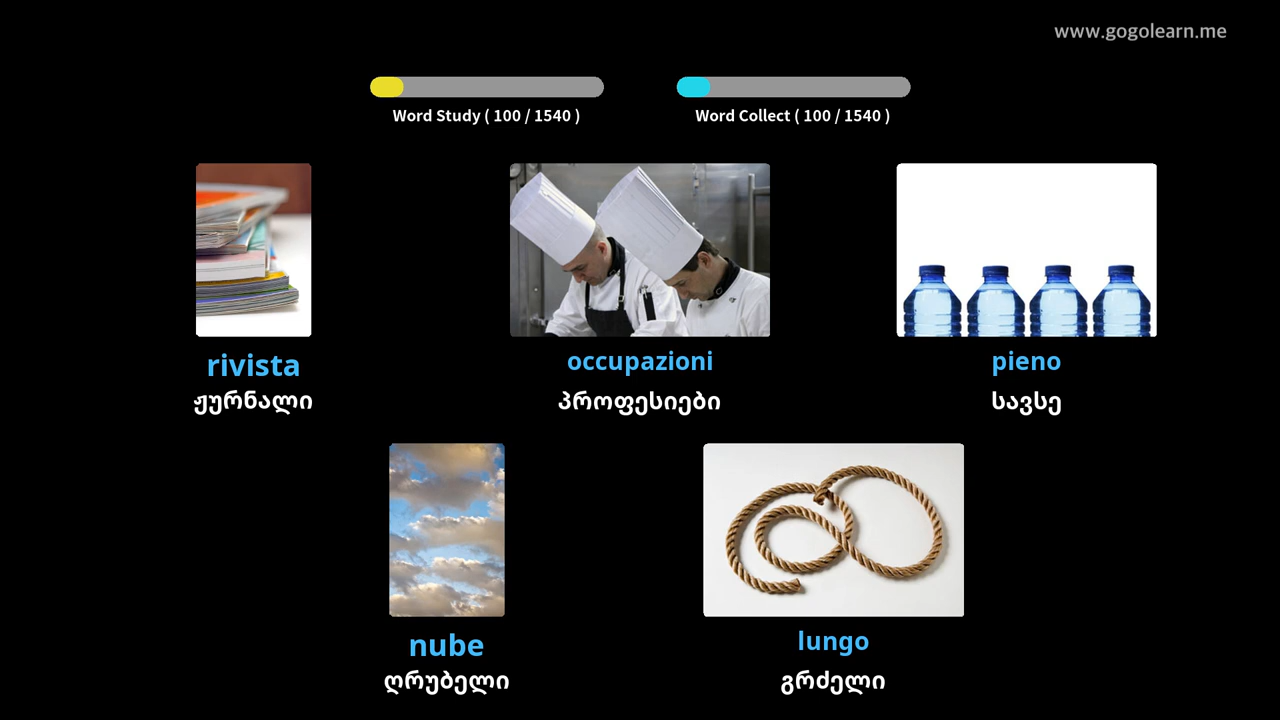 www.gogolearn.me
Word Study ( 100 / 1540 )
Word Collect ( 100 / 1540 )
rivista
ჟურნალი
occupazioni
პროფესიები
pieno
სავსე
nube
ღრუბელი
lungo
გრძელი